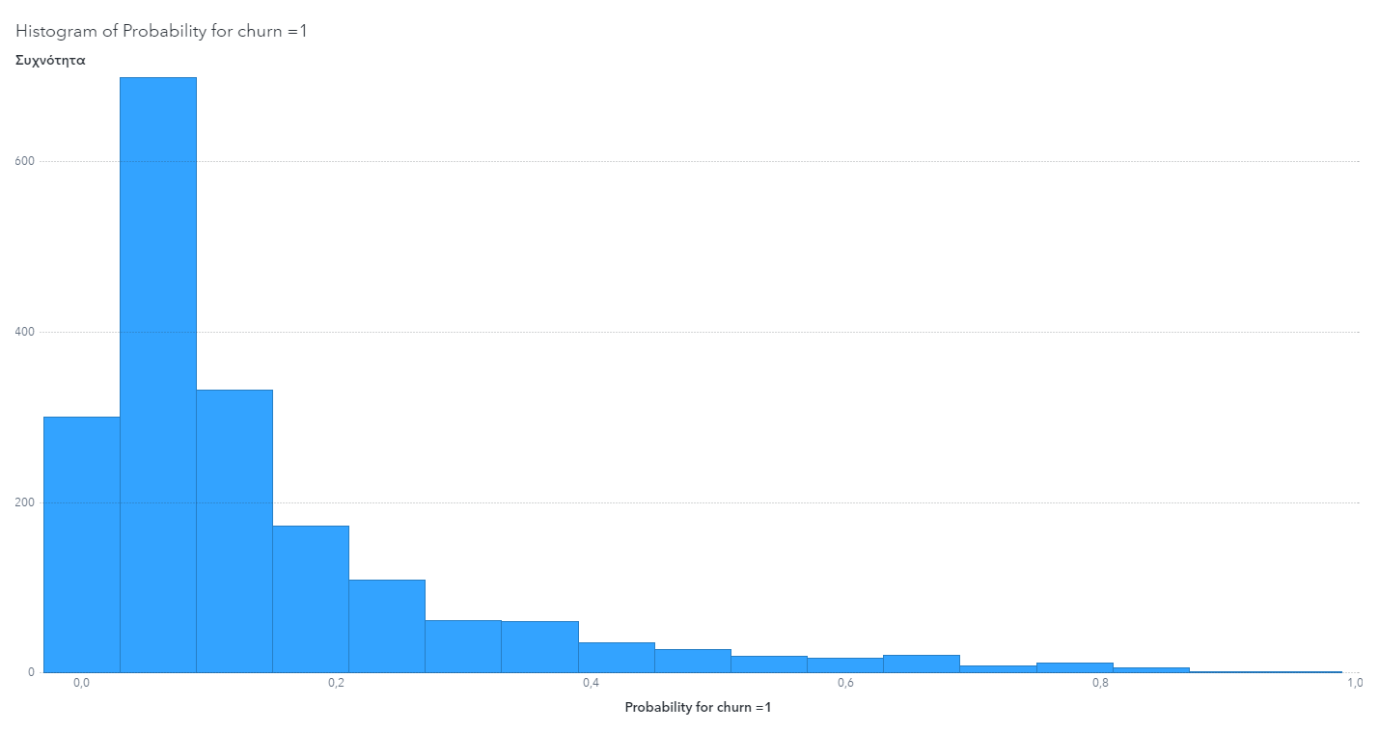 Histogram of Probability for churn =1
Συχνότητα
600
400
200
0
0,0 0,2 0,4 0,6 0,8 1,0
Probability for churn =1